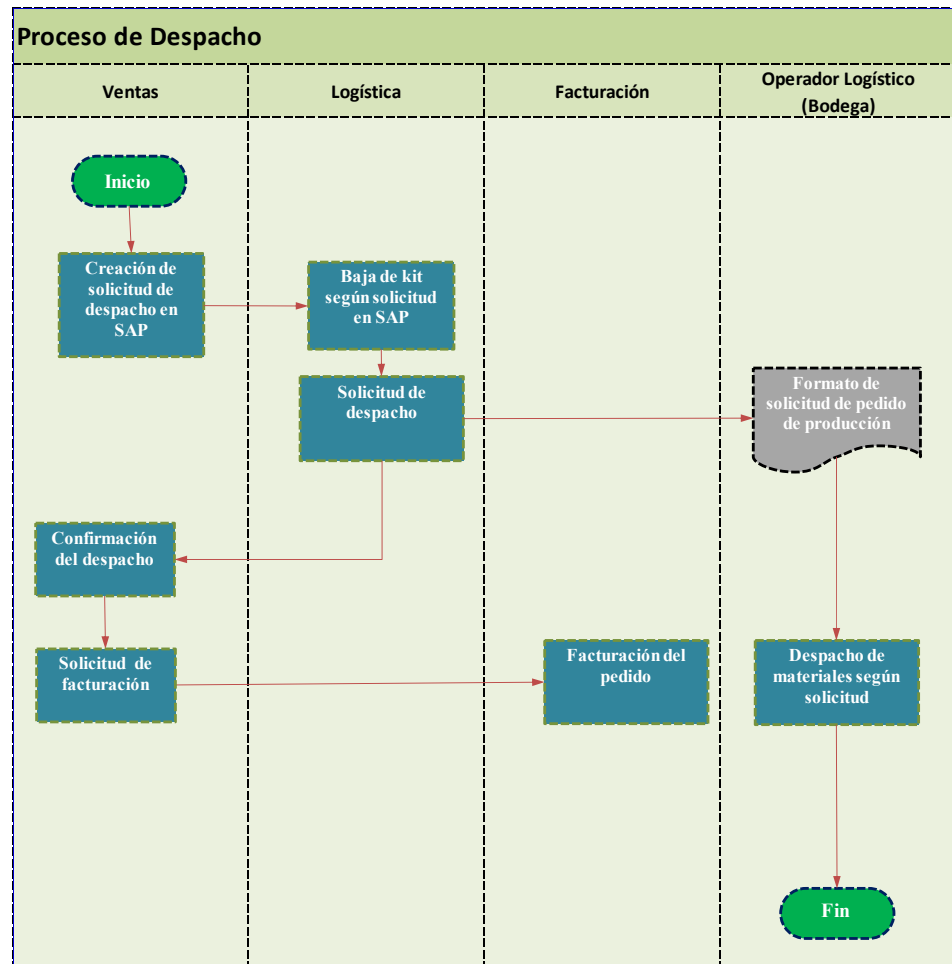 Proceso de Despacho
Ventas
Logística
Facturación
Operador Logístico
(Bodega)
Inicio
Creación de
solicitud de
despacho en
SAP
Baja de kit
según solicitud
en SAP
Solicitud de
despacho
Formato de
solicitud de pedido
de producción
Confirmación
del despacho
Solicitud de
facturación
Facturación del
pedido
Despacho de
materiales según
solicitud
Fin